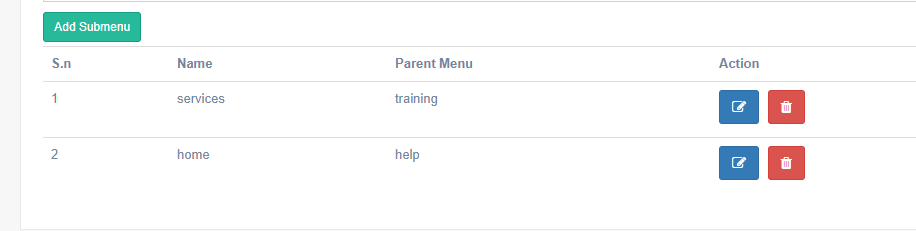 Add Submenu
S.n Name Parent Menu Action
1 services training
2 home help